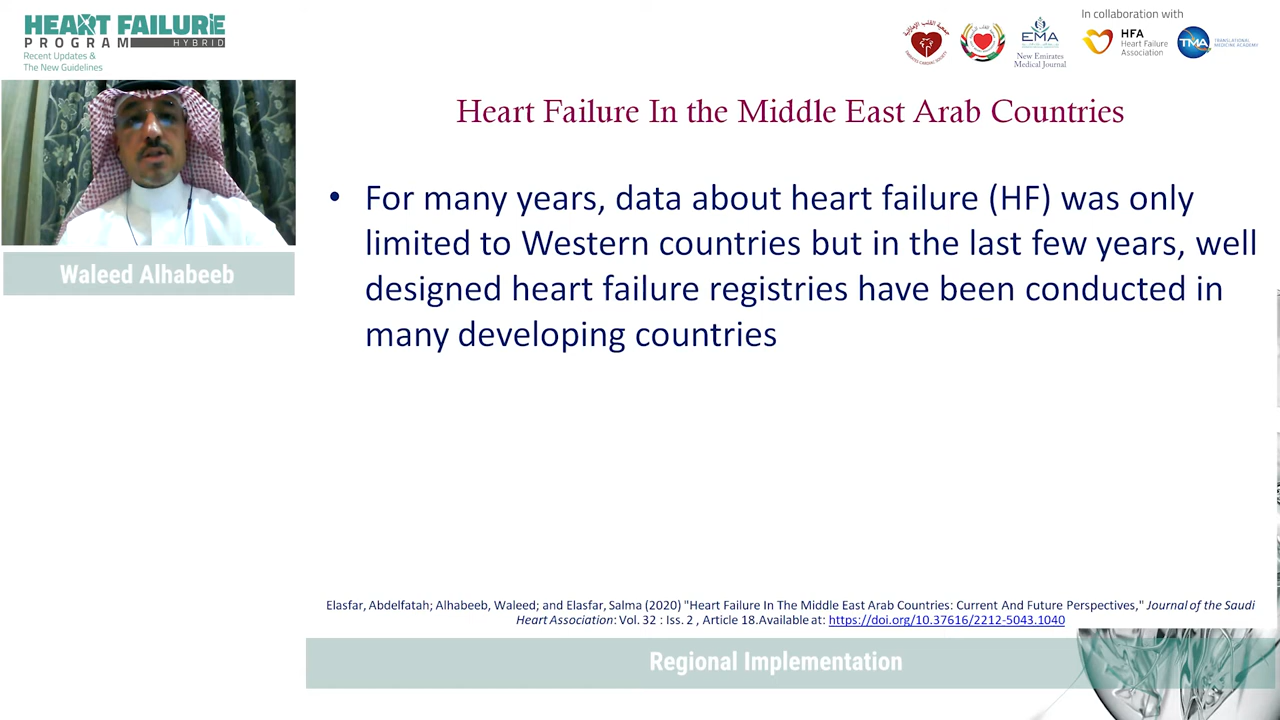 HEART FAILURE
PROGRAM HYBRID
Recent Updates &
The New Guidelines
In collaboration with
EMA
New Emirates
Medical Journal
HFA
Heart Failure
Association
TMA
TRANSLATIONAL
MEDICINE ACADEMY
Heart Failure In the Middle East Arab Countries
Waleed Alhabeeb
• For many years, data about heart failure (HF) was only
limited to Western countries but in the last few years, well
designed heart failure registries have been conducted in
many developing countries
Elasfar, Abdelfatah; Alhabeeb, Waleed; and Elasfar, Salma (2020) "Heart Failure In The Middle East Arab Countries: Current And Future Perspectives," Journal of the Saudi
Heart Association: Vol. 32 : Iss. 2 , Article 18.Available at: https://doi.org/10.37616/2212-5043.1040
Regional Implementation